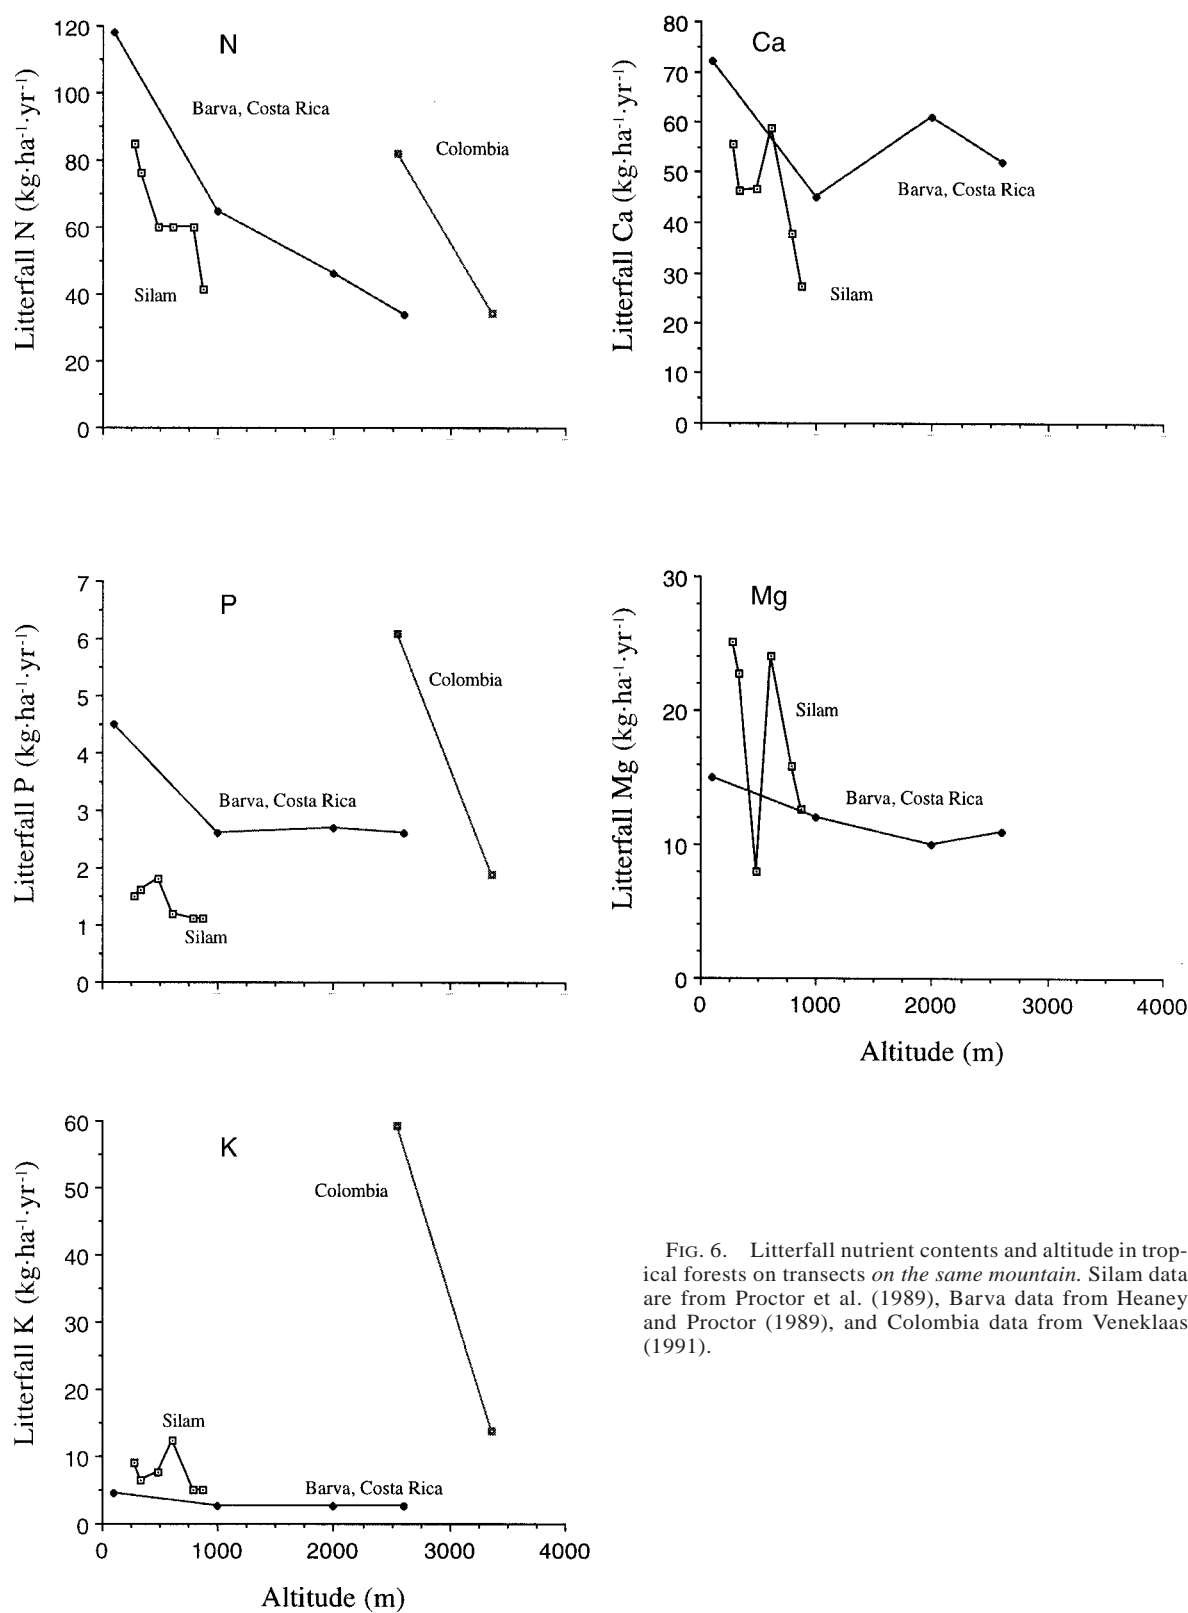 N
Litterfall N (kg·ha⁻¹·yr⁻¹)
120
100
80
60
40
20
0
Barva, Costa Rica
Colombia
Silam
Ca
Litterfall Ca (kg·ha⁻¹·yr⁻¹)
80
70
60
50
40
30
20
10
0
Barva, Costa Rica
Silam
P
Litterfall P (kg·ha⁻¹·yr⁻¹)
7
6
5
4
3
2
1
0
Colombia
Barva, Costa Rica
Silam
Mg
Litterfall Mg (kg·ha⁻¹·yr⁻¹)
30
20
10
0
Silam
Barva, Costa Rica
0 1000 2000 3000 4000
Altitude (m)
K
Litterfall K (kg·ha⁻¹·yr⁻¹)
60
50
40
30
20
10
0
Colombia
Silam
Barva, Costa Rica
0 1000 2000 3000 4000
Altitude (m)
FIG. 6. Litterfall nutrient contents and altitude in trop-
ical forests on transects on the same mountain. Silam data
are from Proctor et al. (1989), Barva data from Heaney
and Proctor (1989), and Colombia data from Veneklaas
(1991).